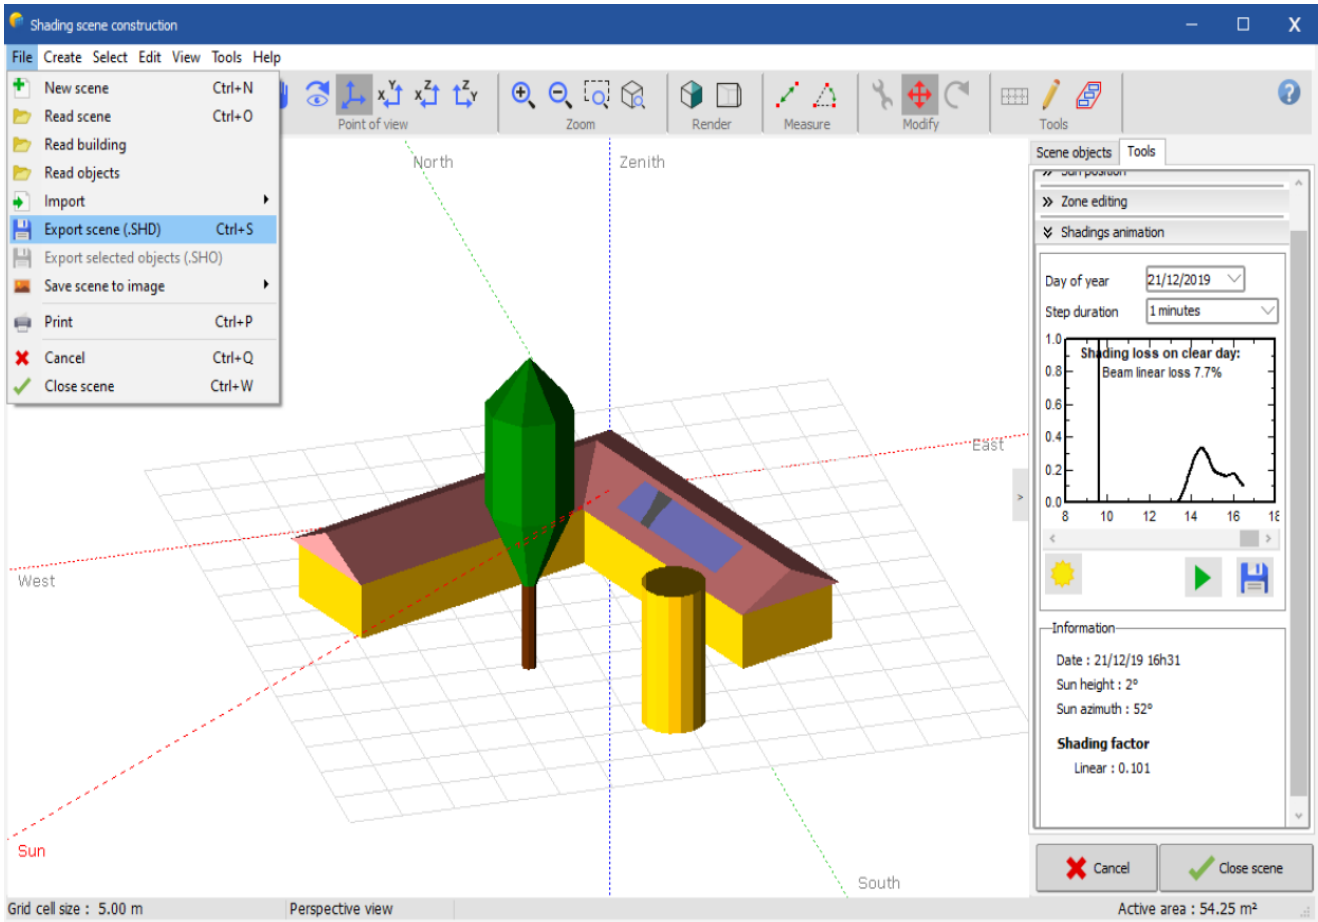 Shading scene construction
File Create Select Edit View Tools Help
New scene Ctrl+N
Read scene Ctrl+O
Read building
Read objects
Import
Export scene (.SHD) Ctrl+S
Export selected objects (.SHO)
Save scene to image
Print Ctrl+P
Cancel Ctrl+Q
Close scene Ctrl+W
X Y Z X Z Y
Point of view Zoom Render Measure Modify Tools
North Zenith
East
West
Sun
South
Scene objects Tools
Sun position
Zone editing
Shadings animation
Day of year 21/12/2019
Step duration 1 minutes
1.0
0.8
0.6
0.4
0.2
0.0
Shading loss on clear day:
Beam linear loss 7.7%
8 10 12 14 16 18
Information
Date : 21/12/19 16h31
Sun height : 2°
Sun azimuth : 52°
Shading factor
Linear : 0.101
Cancel Close scene
Grid cell size : 5.00 m Perspective view Active area : 54.25 m²